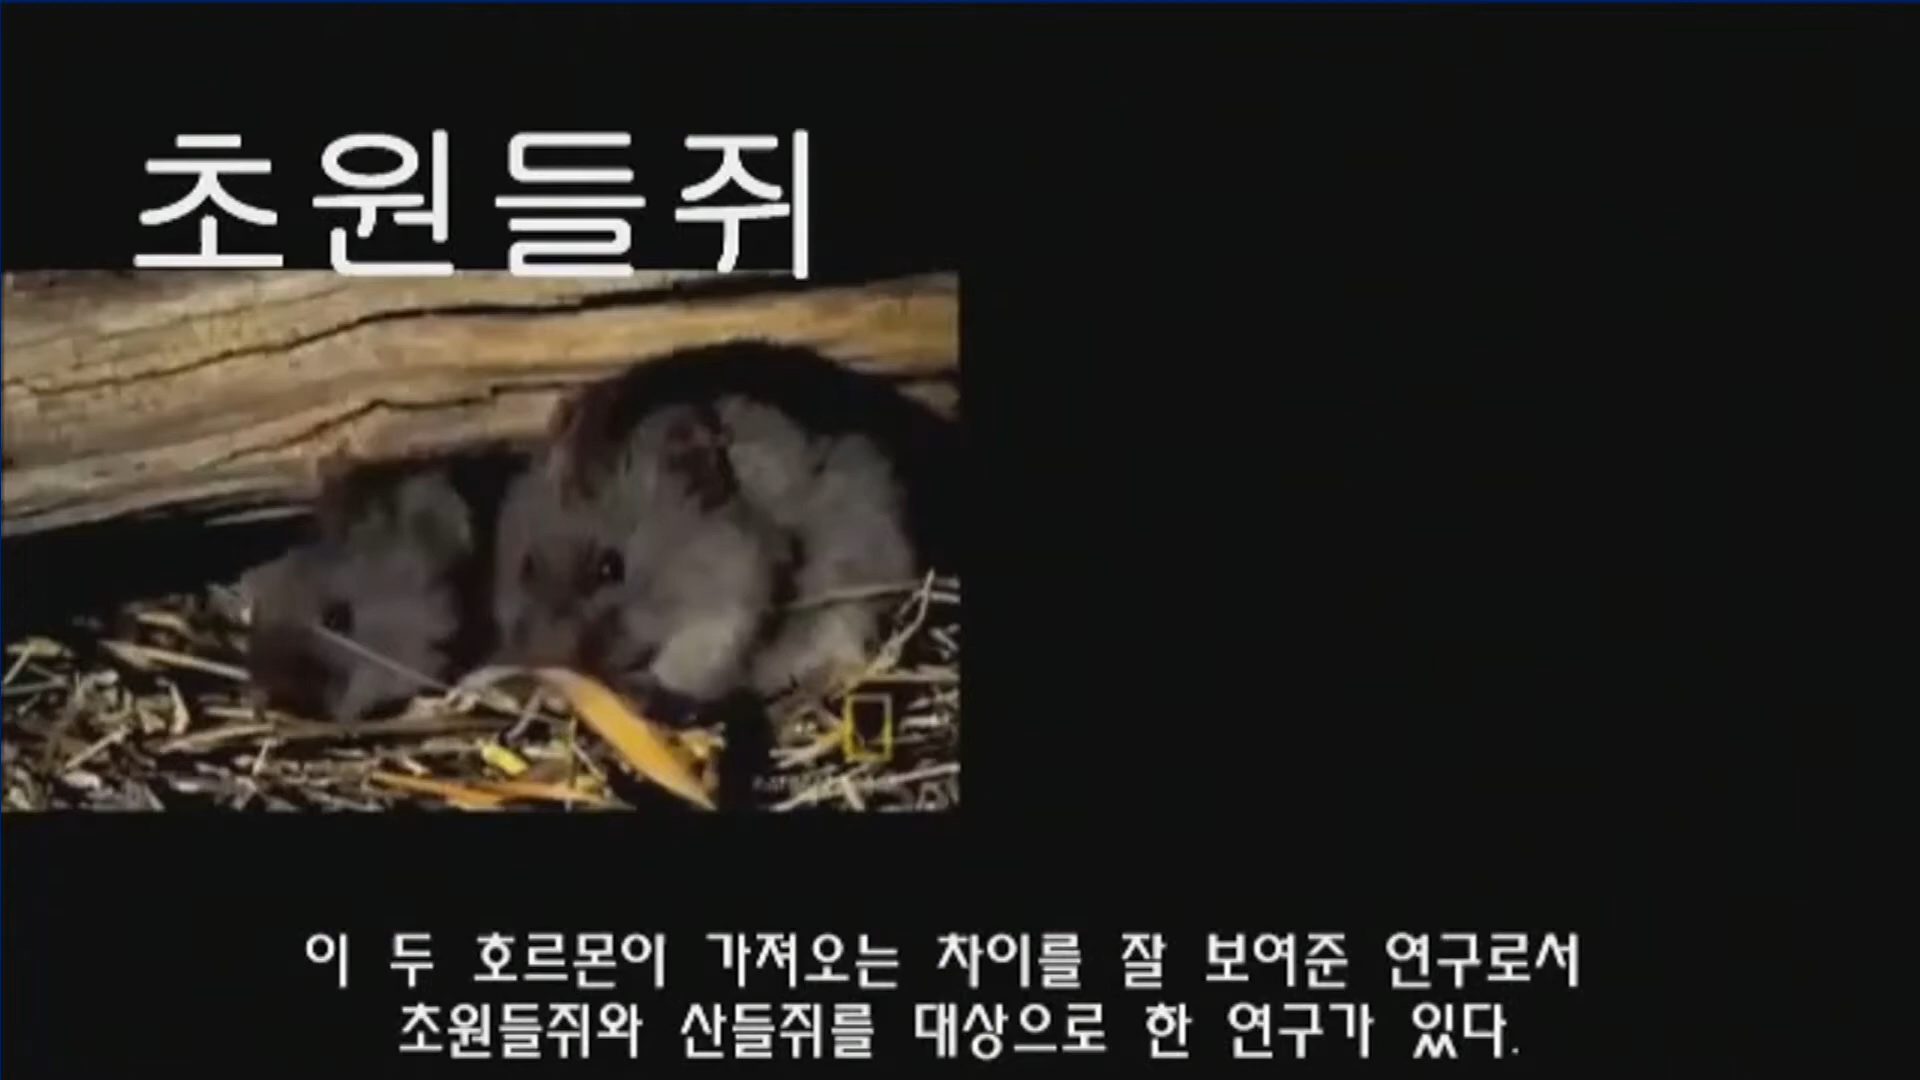 초원들쥐
이 두 호르몬이 가져오는 차이를 잘 보여준 연구로서
초원들쥐와 산들쥐를 대상으로 한 연구가 있다.